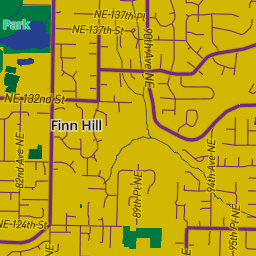 NE 137th Pl
Park
NE 137th St
90th Ave NE
NE 132nd St
Finn Hill
82nd Ave NE
94th Ave NE
89th Pl NE
NE 124th St
95th Pl NE